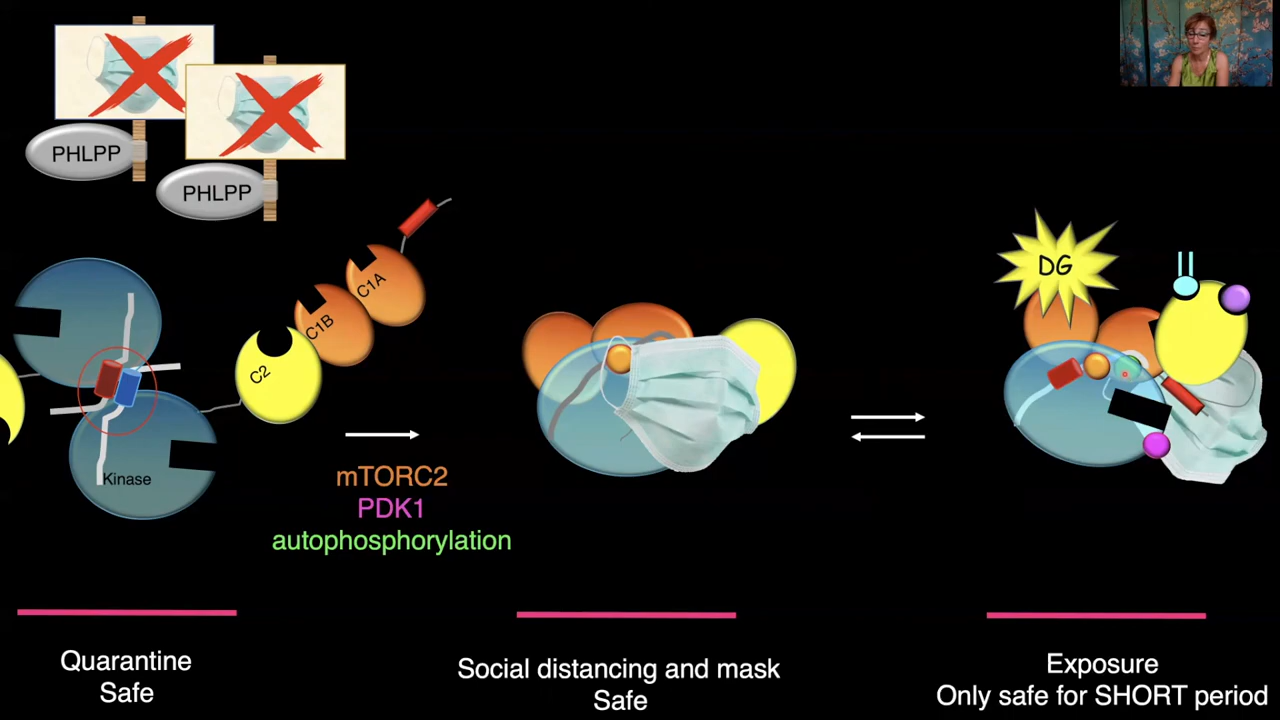 PHLPP
PHLPP
C1A
C1B
C2
Kinase
mTORC2
PDK1
autophosphorylation
DG
Quarantine
Safe
Social distancing and mask
Safe
Exposure
Only safe for SHORT period